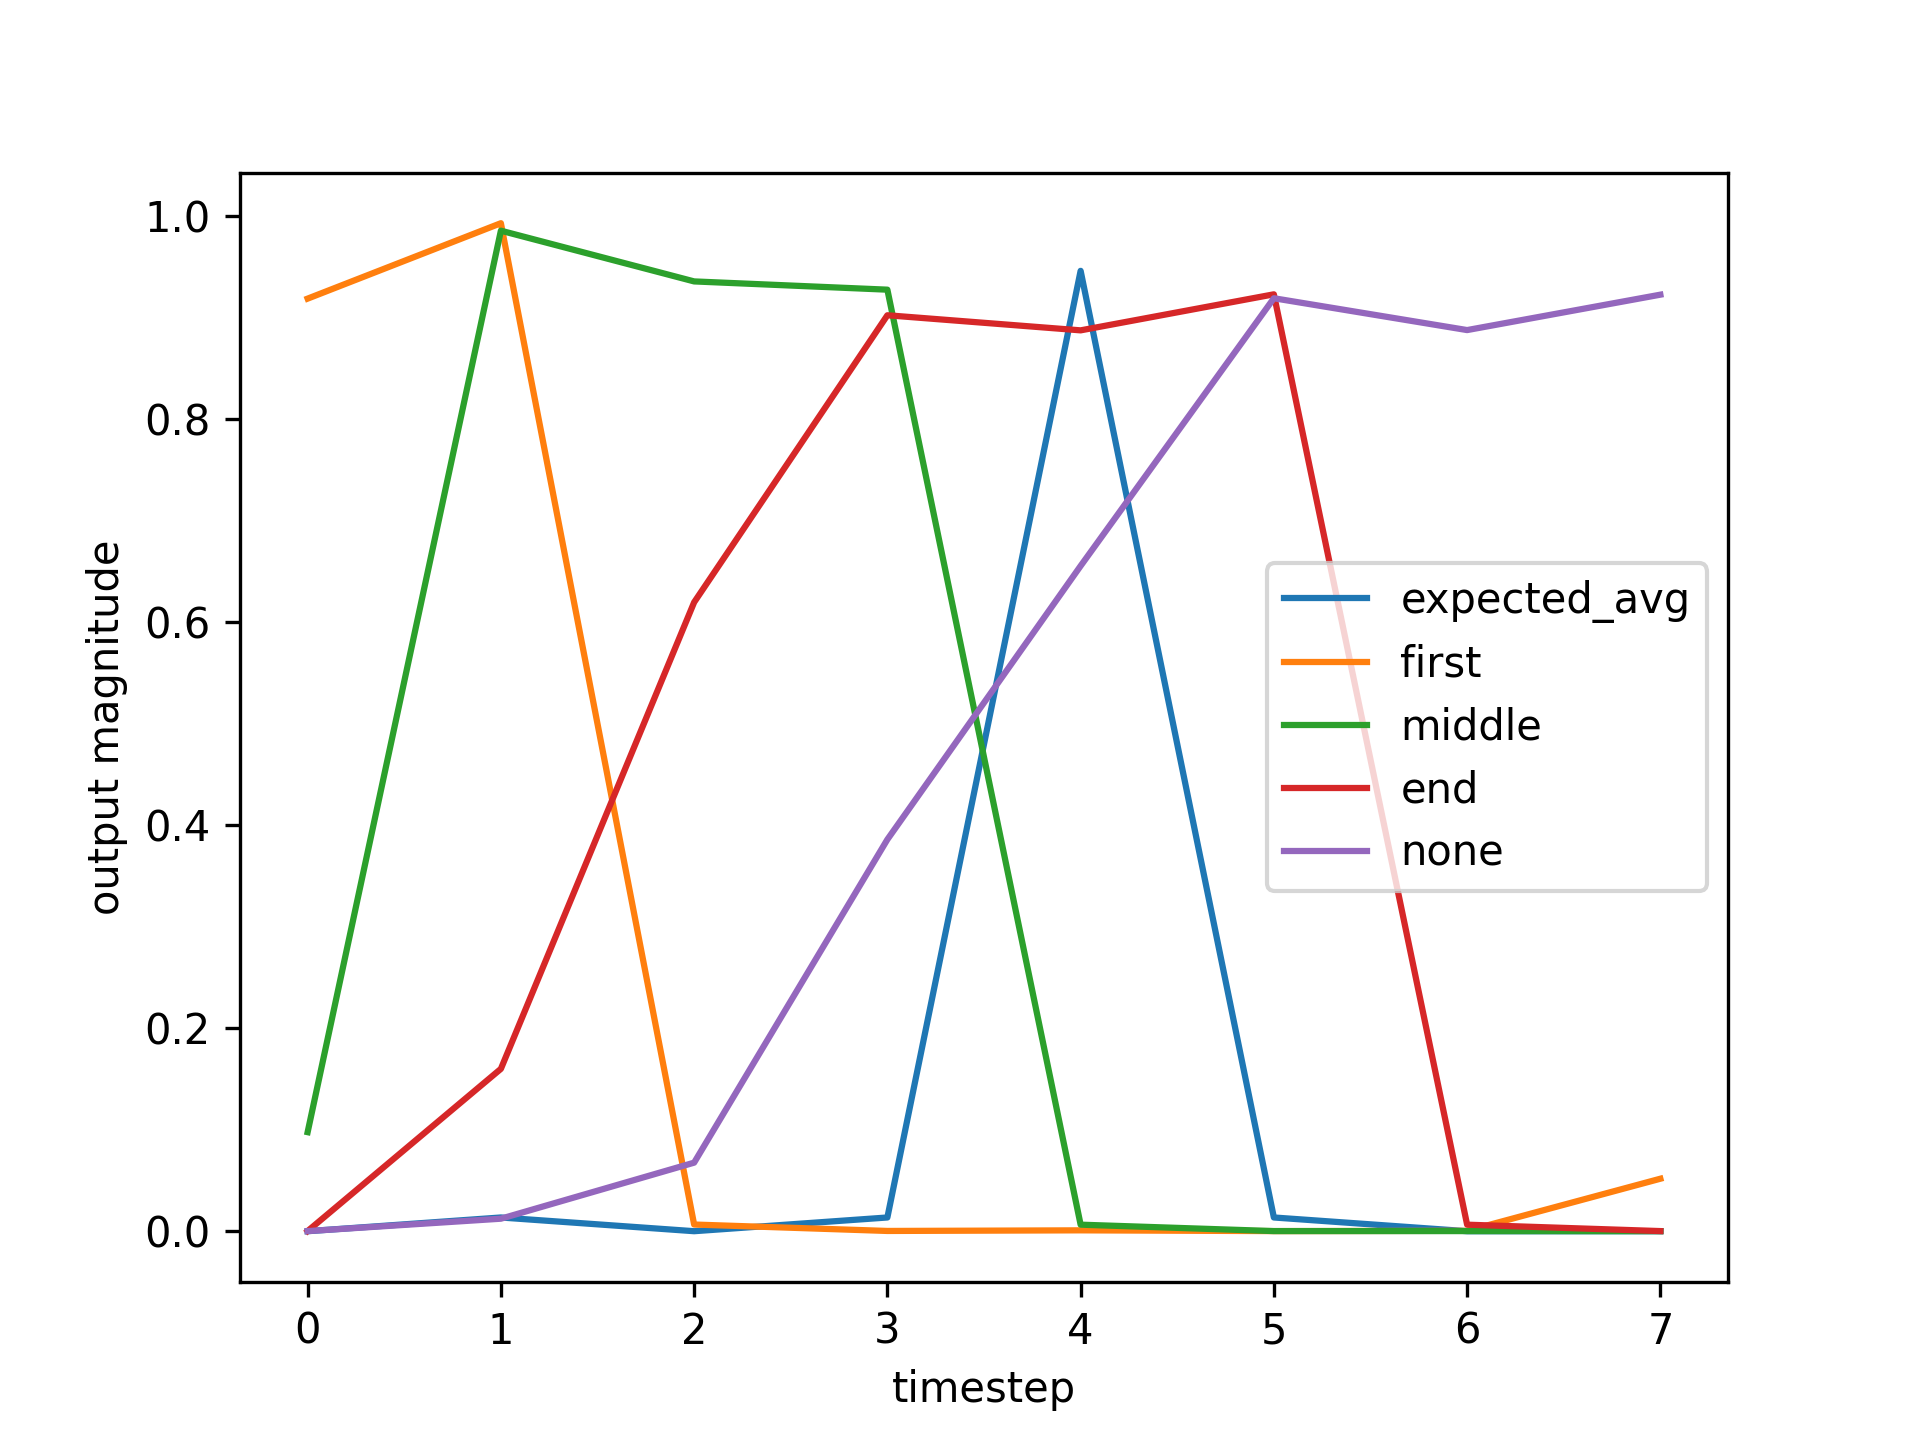 1.0
0.8
0.6
0.4
0.2
0.0
output magnitude
0 1 2 3 4 5 6 7
timestep
expected_avg
first
middle
end
none